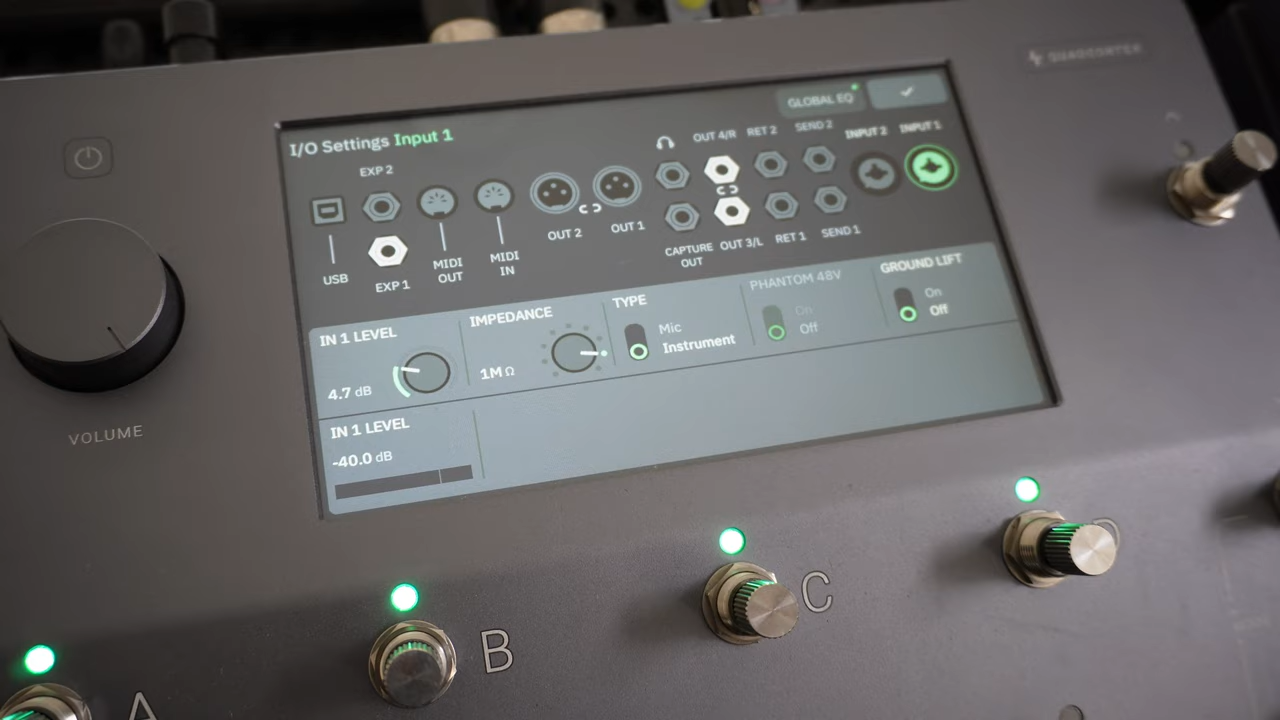 QUADCORTEX
GLOBAL EQ
I/O Settings Input 1
EXP 2
OUT 4/R
RET 2
SEND 2
INPUT 2
INPUT 1
USB
EXP 1
MIDI
OUT
MIDI
IN
OUT 2
OUT 1
CAPTURE
OUT
OUT 3/L
RET 1
SEND 1
IN 1 LEVEL
4.7 dB
IMPEDANCE
1M Ω
TYPE
Mic
Instrument
PHANTOM 48V
On
Off
GROUND LIFT
On
Off
IN 1 LEVEL
-40.0 dB
VOLUME
A
B
C